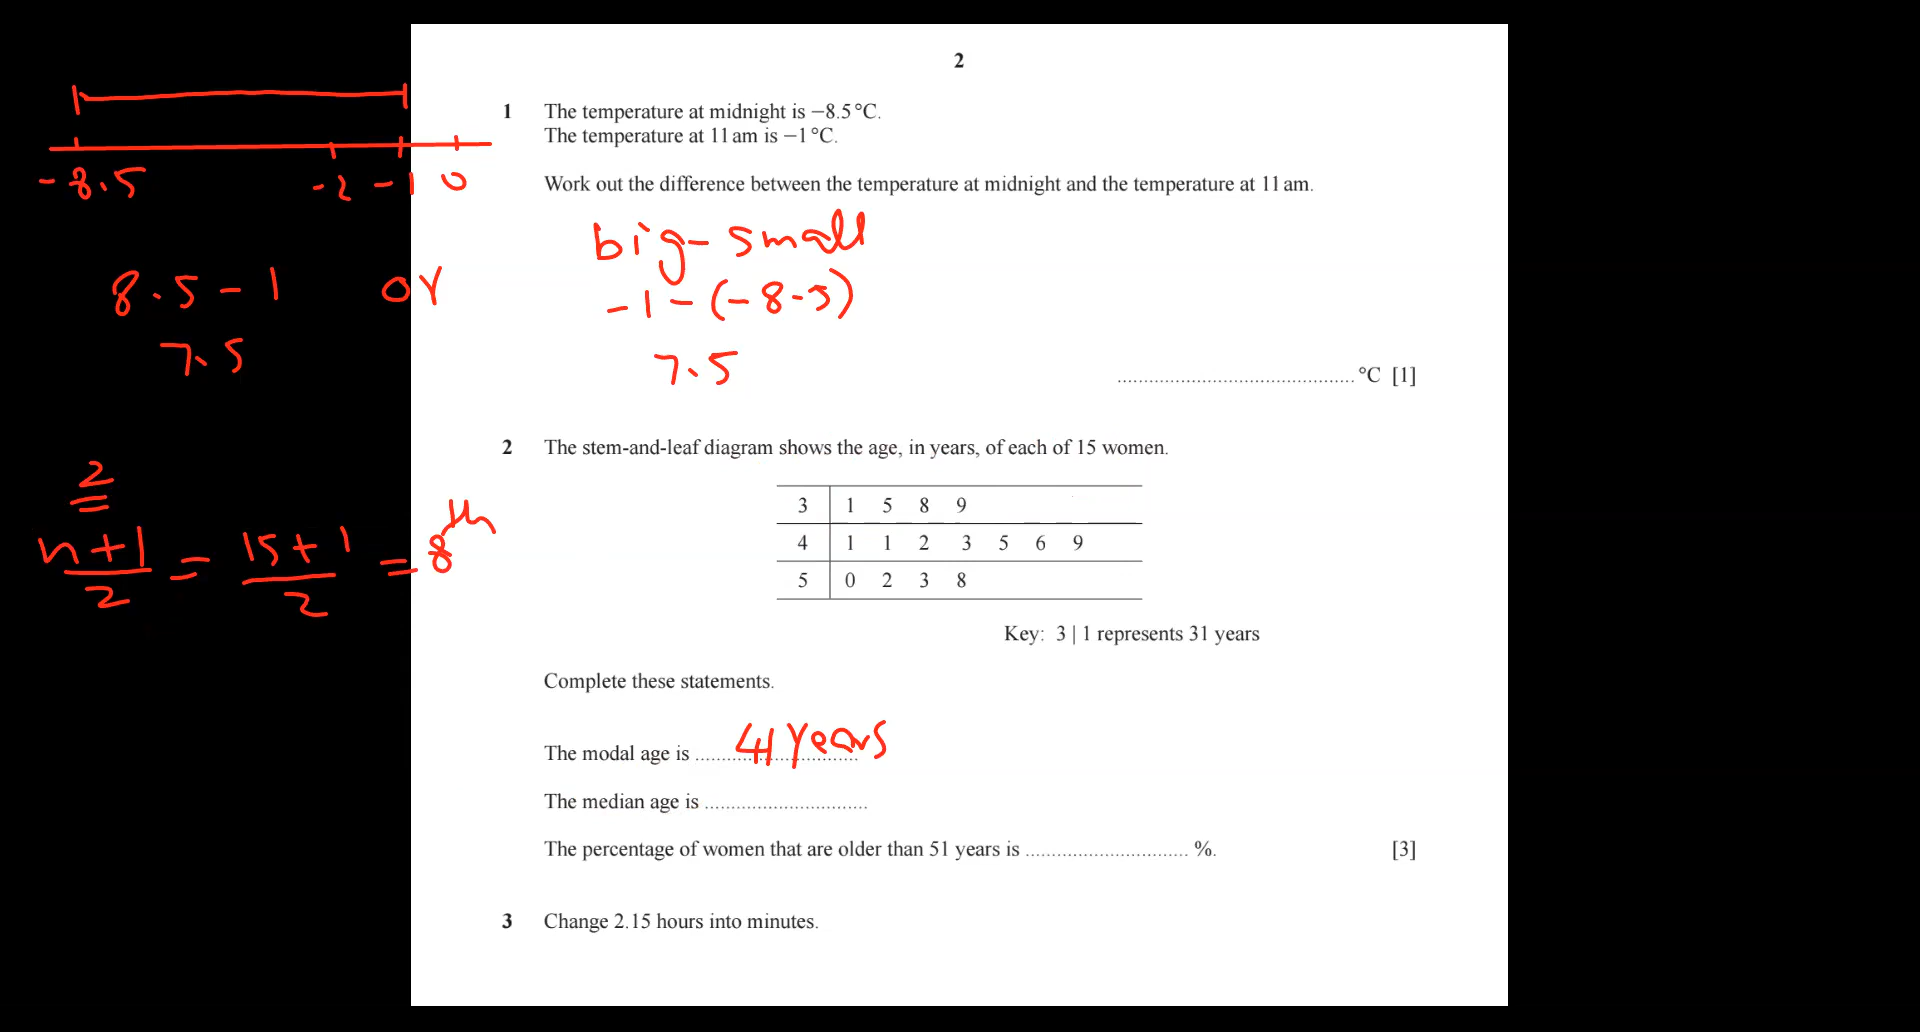 2
1 The temperature at midnight is −8.5 °C.
The temperature at 11 am is −1 °C.
Work out the difference between the temperature at midnight and the temperature at 11 am.
-8.5 -2 -1 0
big - small
8.5 - 1 or -1 - (-8.5)
7.5 7.5
............................................. °C [1]
2 The stem-and-leaf diagram shows the age, in years, of each of 15 women.
3 1 5 8 9
4 1 1 2 3 5 6 9
5 0 2 3 8
Key: 3 | 1 represents 31 years
2
n+1/2 = 15+1/2 = 8th
Complete these statements.
The modal age is 41 years
The median age is ...............................
The percentage of women that are older than 51 years is ............................... %. [3]
3 Change 2.15 hours into minutes.